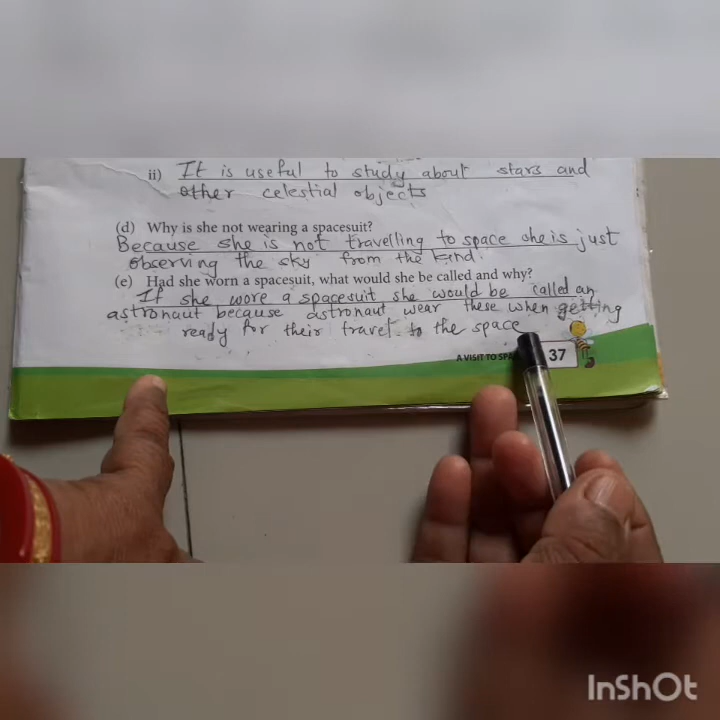 ii) It is useful to study about stars and
other celestial objects
(d) Why is she not wearing a spacesuit?
Because she is not travelling to space she is just
observing the sky from the land.
(e) Had she worn a spacesuit, what would she be called and why?
If she wore a spacesuit she would be called an
astronaut because astronaut wear these when getting
ready for their travel to the space
A VISIT TO 37
InShOt